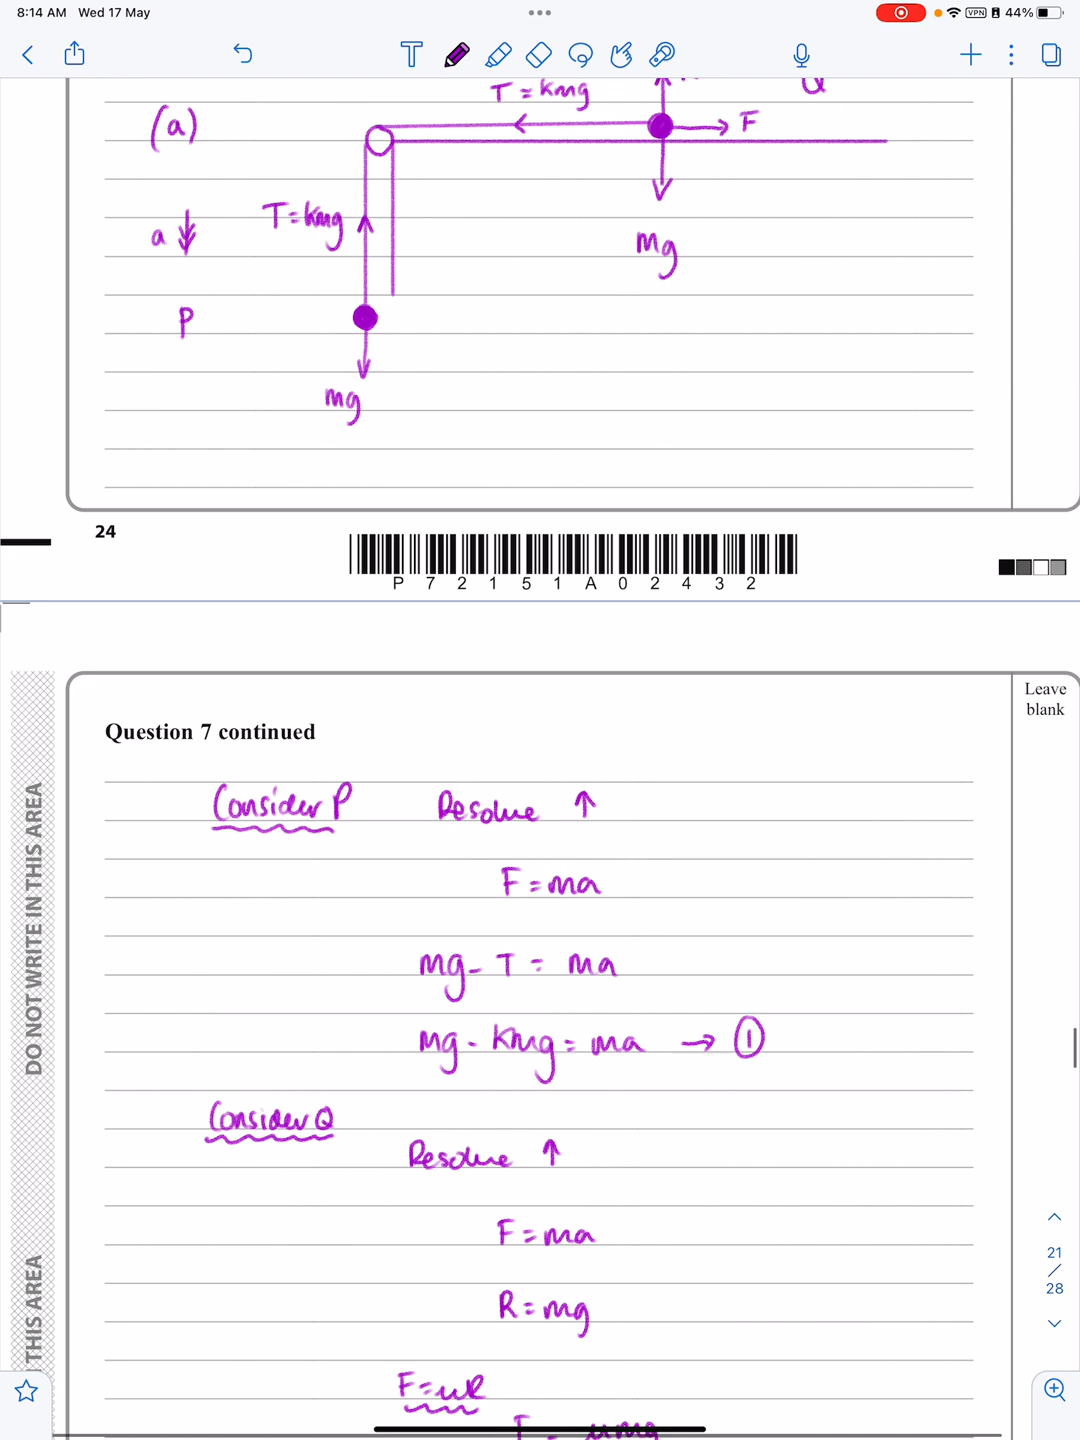 8:14 AM Wed 17 May
VPN 44%
T
T = kmg
Q
(a)
F
T = kmg
a
Mg
P
mg
24
P 7 2 1 5 1 A 0 2 4 3 2
Leave
blank
DO NOT WRITE IN THIS AREA
Question 7 continued
Consider P Resolve ↑
F = ma
mg - T = ma
mg - kmg = ma → ①
Consider Q
Resolve ↑
F = ma
R = mg
F = μR
THIS AREA
21
/
28